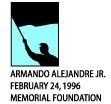 ARMANDO ALEJANDRE JR.
FEBRUARY 24, 1996
MEMORIAL FOUNDATION